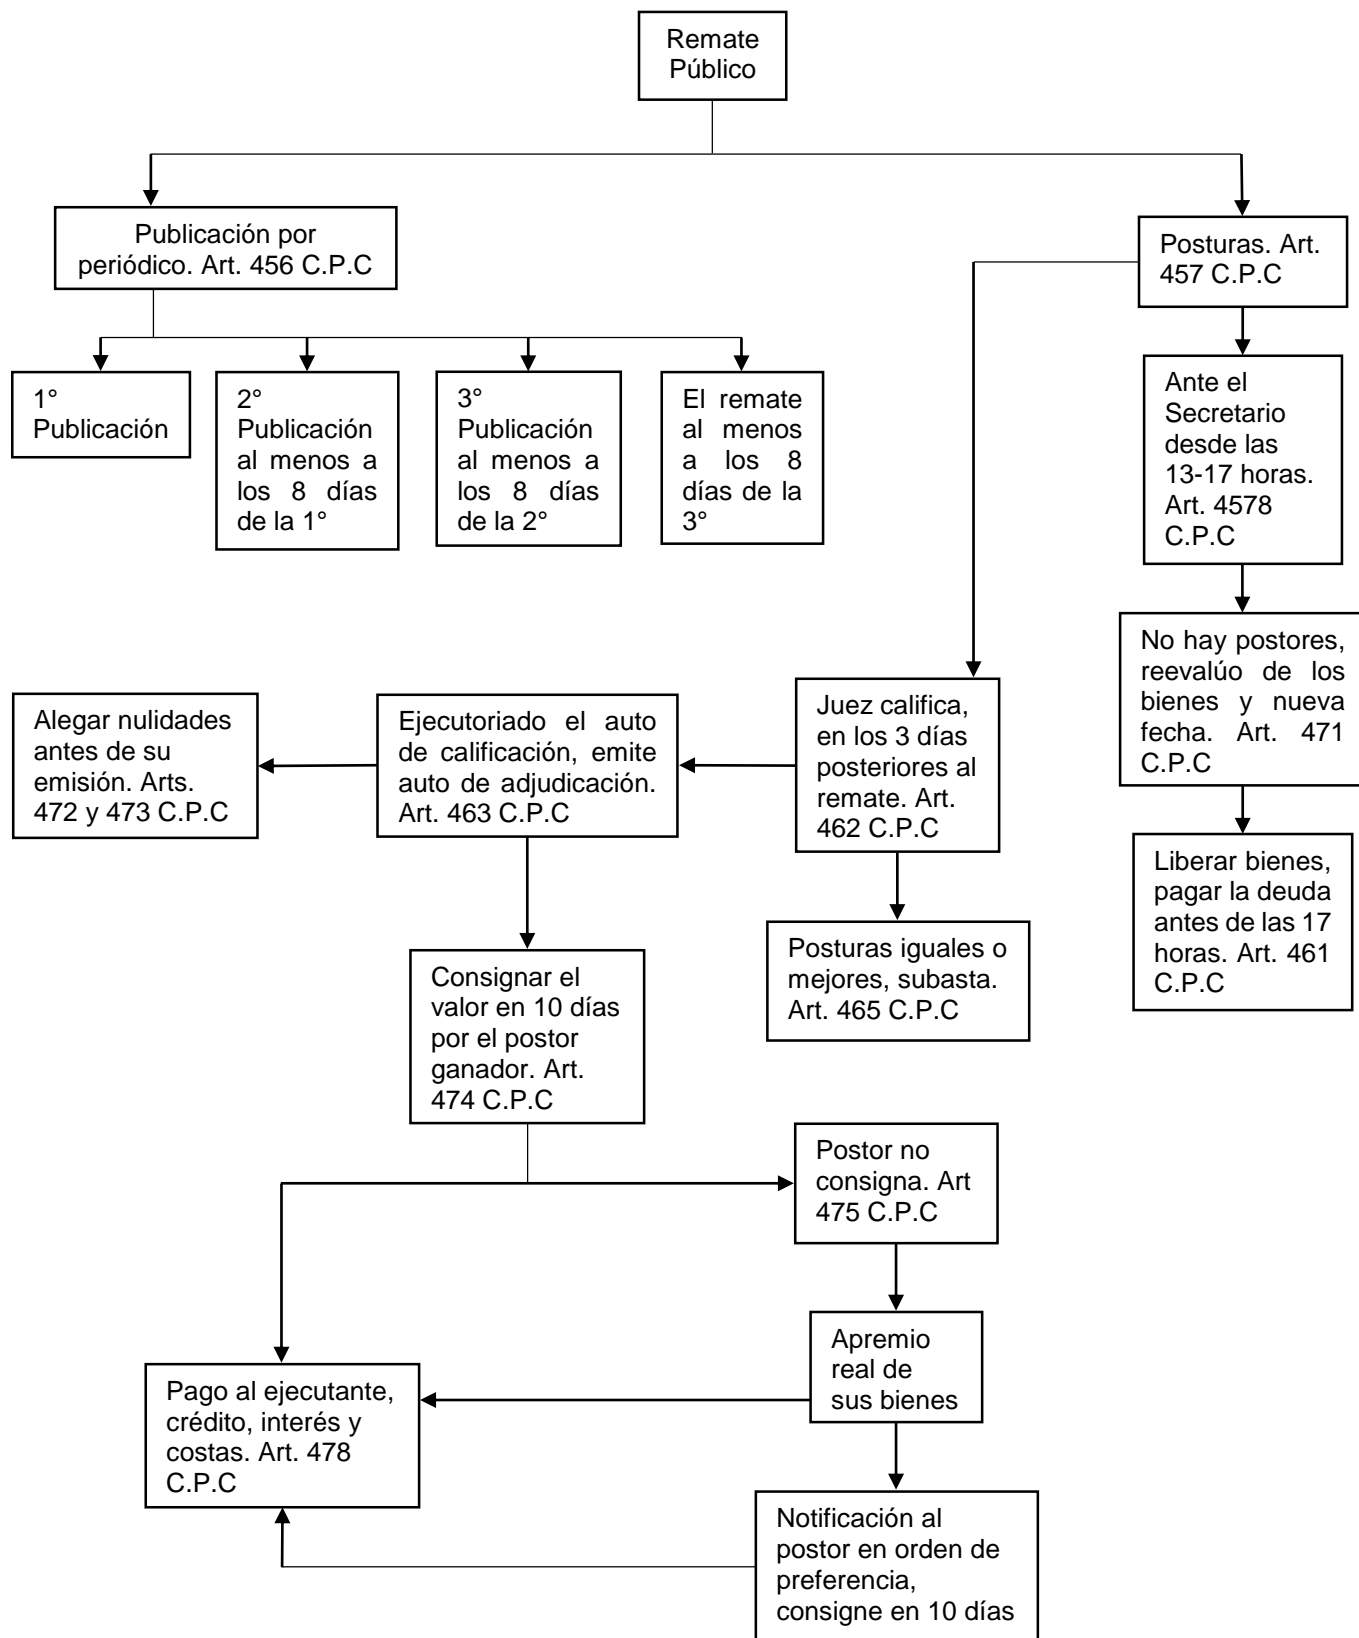 Remate
Público
Publicación por
periódico. Art. 456 C.P.C
Posturas. Art.
457 C.P.C
1°
Publicación
2°
Publicación
al menos a
los 8 días
de la 1°
3°
Publicación
al menos a
los 8 días
de la 2°
El remate
al menos
a los 8
días de la
3°
Ante el
Secretario
desde las
13-17 horas.
Art. 4578
C.P.C
No hay postores,
reevalúo de los
bienes y nueva
fecha. Art. 471
C.P.C
Alegar nulidades
antes de su
emisión. Arts.
472 y 473 C.P.C
Ejecutoriado el auto
de calificación, emite
auto de adjudicación.
Art. 463 C.P.C
Juez califica,
en los 3 días
posteriores al
remate. Art.
462 C.P.C
Liberar bienes,
pagar la deuda
antes de las 17
horas. Art. 461
C.P.C
Consignar el
valor en 10 días
por el postor
ganador. Art.
474 C.P.C
Posturas iguales o
mejores, subasta.
Art. 465 C.P.C
Postor no
consigna. Art
475 C.P.C
Apremio
real de
sus bienes
Pago al ejecutante,
crédito, interés y
costas. Art. 478
C.P.C
Notificación al
postor en orden de
preferencia,
consigne en 10 días